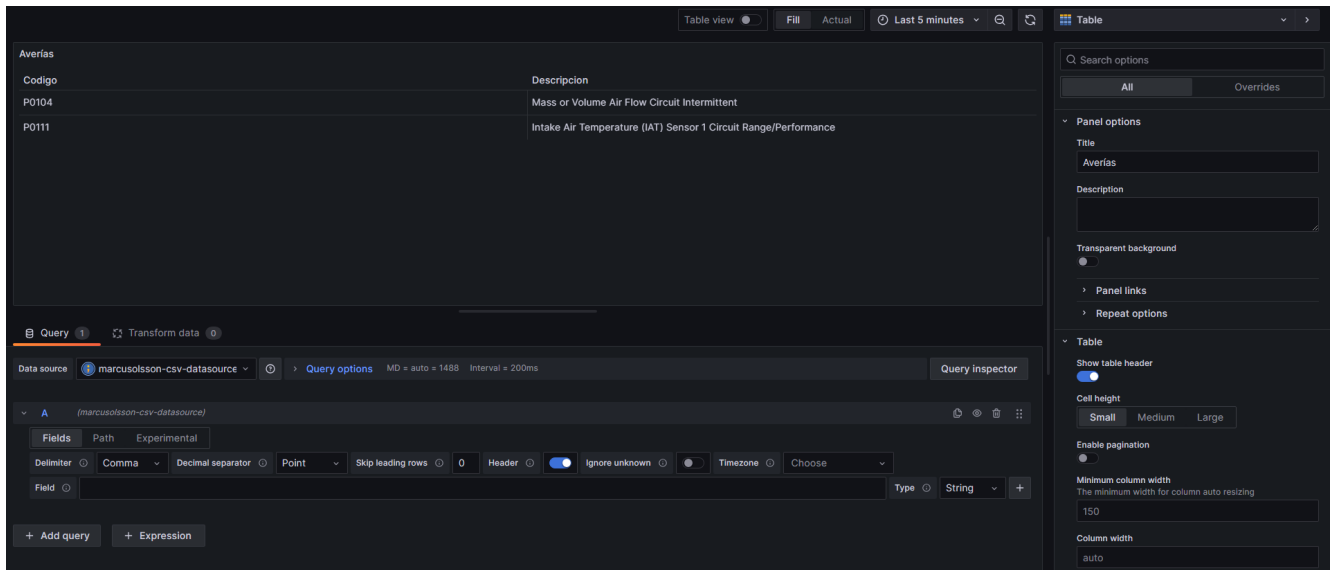 Table view
Fill
Actual
Last 5 minutes
Table
Averías
Codigo Descripcion
P0104 Mass or Volume Air Flow Circuit Intermittent
P0111 Intake Air Temperature (IAT) Sensor 1 Circuit Range/Performance
Query 1
Transform data 0
Data source marcusolsson-csv-datasource Query options MD = auto = 1488 Interval = 200ms Query inspector
A (marcusolsson-csv-datasource)
Fields Path Experimental
Delimiter Comma Decimal separator Point Skip leading rows 0 Header Ignore unknown Timezone Choose
Field Type String +
+ Add query + Expression
Search options
All Overrides
Panel options
Title
Averías
Description
Transparent background
Panel links
Repeat options
Table
Show table header
Cell height
Small Medium Large
Enable pagination
Minimum column width
The minimum width for column auto resizing
150
Column width
auto